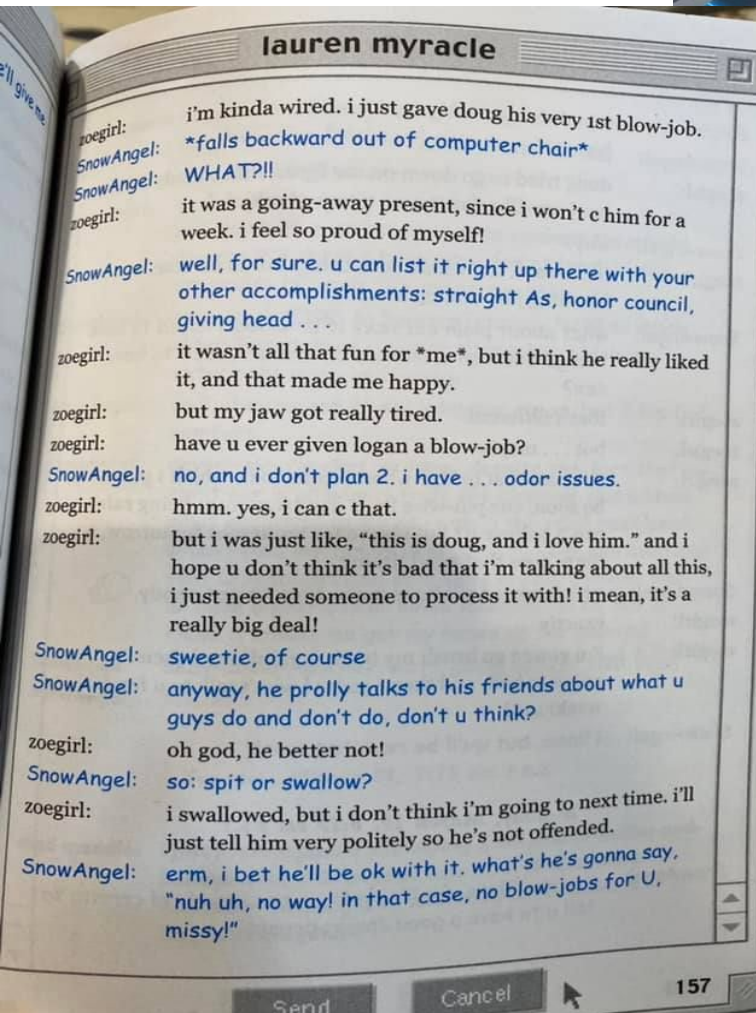 e'll give me
lauren myracle
zoegirl: i'm kinda wired. i just gave doug his very 1st blow-job.
SnowAngel: *falls backward out of computer chair*
SnowAngel: WHAT?!!
zoegirl: it was a going-away present, since i won't c him for a
week. i feel so proud of myself!
SnowAngel: well, for sure. u can list it right up there with your
other accomplishments: straight As, honor council,
giving head . . .
zoegirl: it wasn't all that fun for *me*, but i think he really liked
it, and that made me happy.
zoegirl: but my jaw got really tired.
zoegirl: have u ever given logan a blow-job?
SnowAngel: no, and i don't plan 2. i have . . . odor issues.
zoegirl: hmm. yes, i can c that.
zoegirl: but i was just like, “this is doug, and i love him.” and i
hope u don't think it's bad that i'm talking about all this,
i just needed someone to process it with! i mean, it's a
really big deal!
SnowAngel: sweetie, of course
SnowAngel: anyway, he prolly talks to his friends about what u
guys do and don't do, don't u think?
zoegirl: oh god, he better not!
SnowAngel: so: spit or swallow?
zoegirl: i swallowed, but i don't think i'm going to next time. i'll
just tell him very politely so he's not offended.
SnowAngel: erm, i bet he'll be ok with it. what's he's gonna say,
"nuh uh, no way! in that case, no blow-jobs for U,
missy!"
Send
Cancel
157